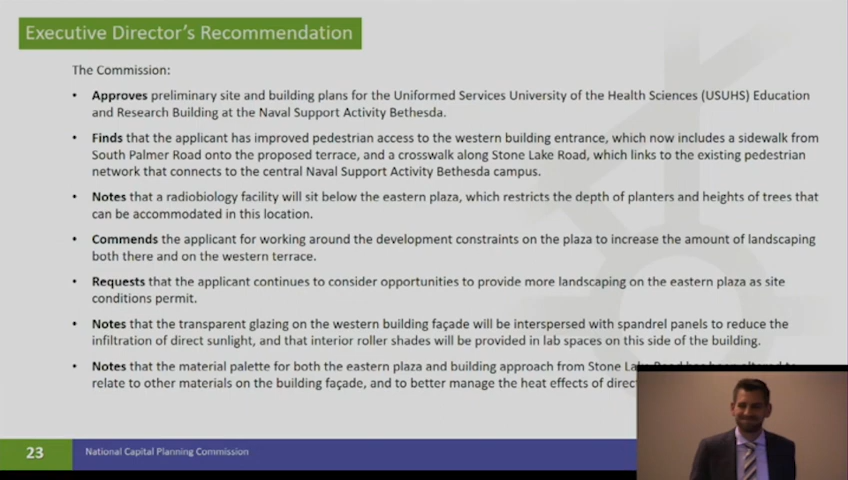 Executive Director's Recommendation
The Commission:
• Approves preliminary site and building plans for the Uniformed Services University of the Health Sciences (USUHS) Education
and Research Building at the Naval Support Activity Bethesda.
• Finds that the applicant has improved pedestrian access to the western building entrance, which now includes a sidewalk from
South Palmer Road onto the proposed terrace, and a crosswalk along Stone Lake Road, which links to the existing pedestrian
network that connects to the central Naval Support Activity Bethesda campus.
• Notes that a radiobiology facility will sit below the eastern plaza, which restricts the depth of planters and heights of trees that
can be accommodated in this location.
• Commends the applicant for working around the development constraints on the plaza to increase the amount of landscaping
both there and on the western terrace.
• Requests that the applicant continues to consider opportunities to provide more landscaping on the eastern plaza as site
conditions permit.
• Notes that the transparent glazing on the western building façade will be interspersed with spandrel panels to reduce the
infiltration of direct sunlight, and that interior roller shades will be provided in lab spaces on this side of the building.
• Notes that the material palette for both the eastern plaza and building approach from Stone
relate to other materials on the building façade, and to better manage the heat effects of
23
National Capital Planning Commission